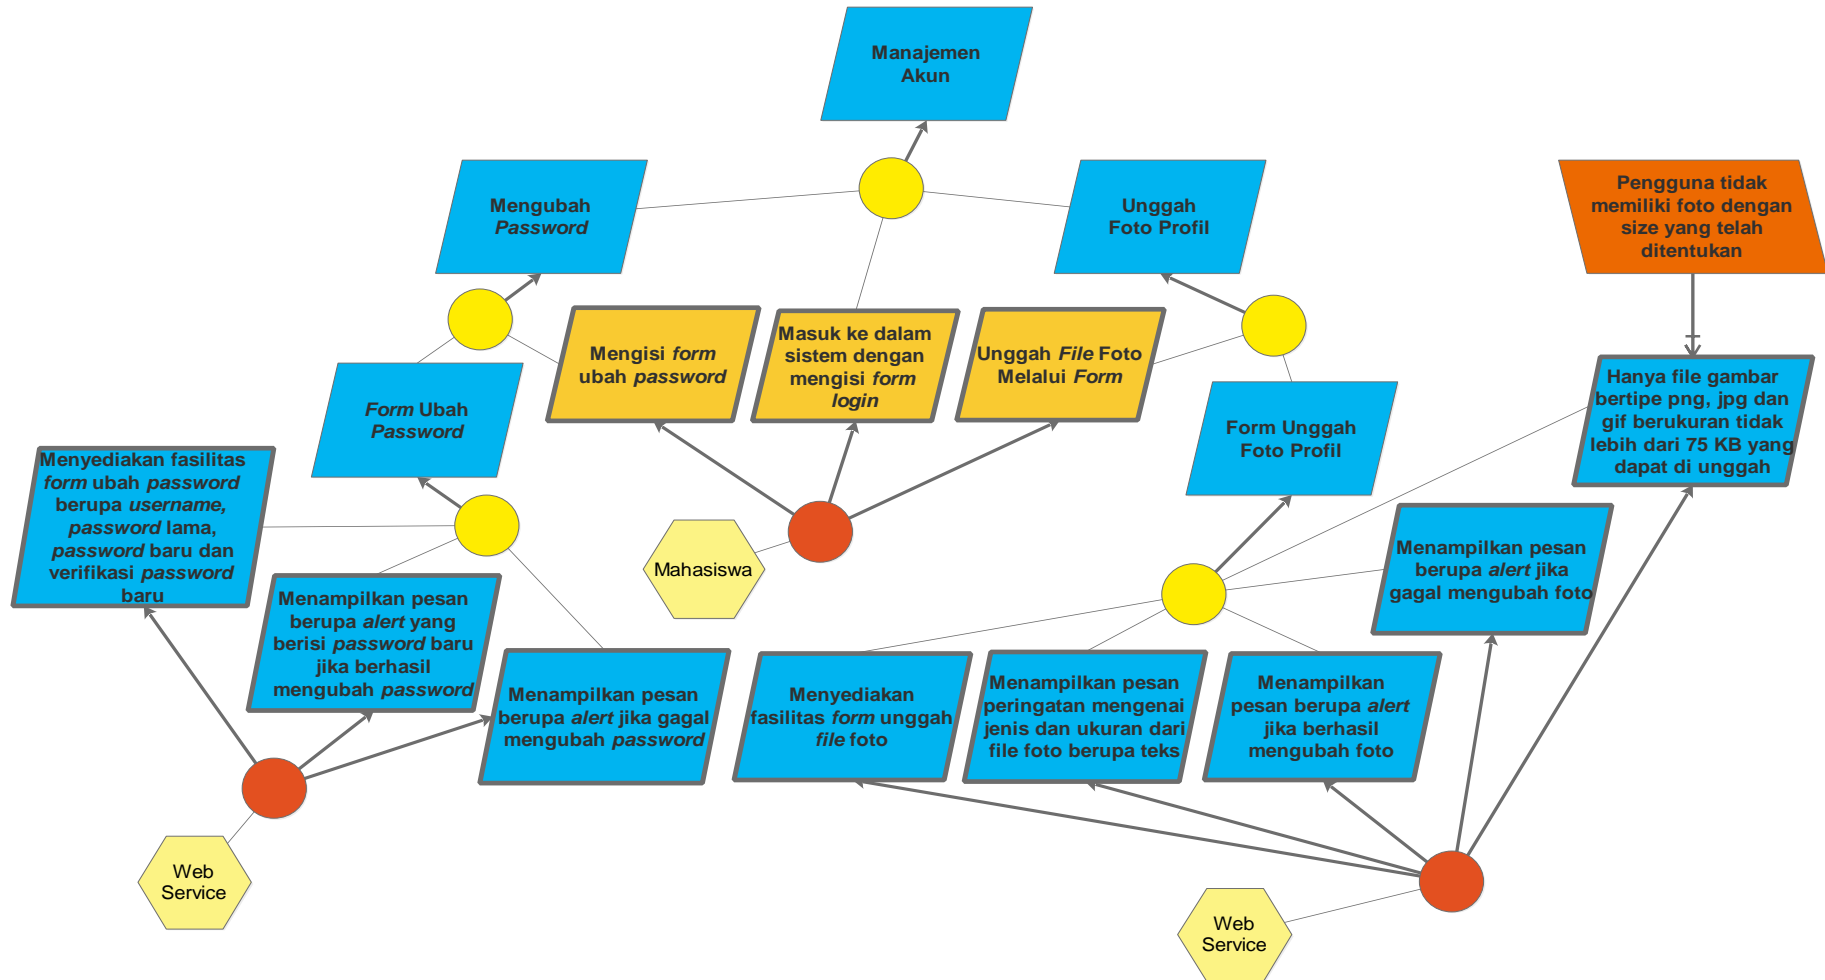 Manajemen
Akun
Mengubah
Password
Unggah
Foto Profil
Pengguna tidak
memiliki foto dengan
size yang telah
ditentukan
Mengisi form
ubah password
Masuk ke dalam
sistem dengan
mengisi form
login
Unggah File Foto
Melalui Form
Form Ubah
Password
Form Unggah
Foto Profil
Hanya file gambar
bertipe png, jpg dan
gif berukuran tidak
lebih dari 75 KB yang
dapat di unggah
Menyediakan fasilitas
form ubah password
berupa username,
password lama,
password baru dan
verifikasi password
baru
Mahasiswa
Menampilkan pesan
berupa alert jika
gagal mengubah foto
Menampilkan pesan
berupa alert yang
berisi password baru
jika berhasil
mengubah password
Menampilkan pesan
berupa alert jika gagal
mengubah password
Menyediakan
fasilitas form unggah
file foto
Menampilkan pesan
peringatan mengenai
jenis dan ukuran dari
file foto berupa teks
Menampilkan
pesan berupa alert
jika berhasil
mengubah foto
Web
Service
Web
Service